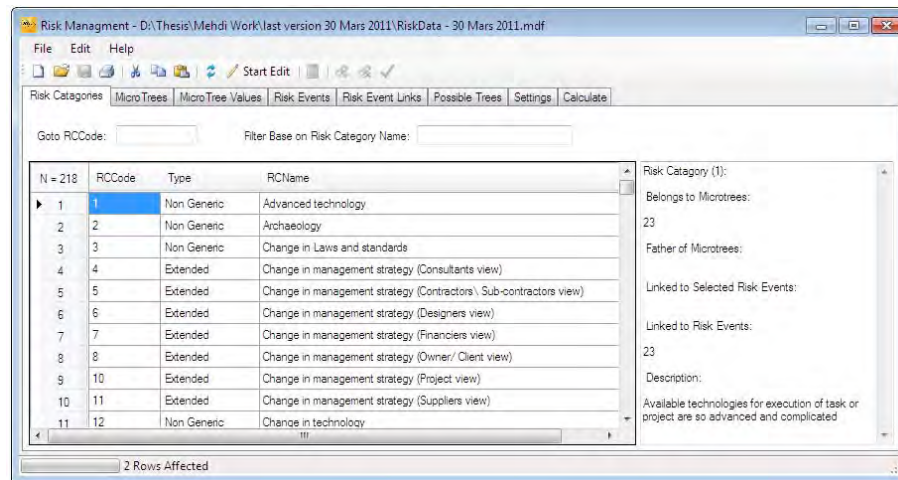 Risk Managment - D:\Thesis\Mehdi Work\last version 30 Mars 2011\RiskData - 30 Mars 2011.mdf
File Edit Help
Start Edit
Risk Catagories MicroTrees MicroTree Values Risk Events Risk Event Links Possible Trees Settings Calculate
Goto RCCode: Filter Base on Risk Category Name:
N = 218 RCCode Type RCName
1 1 Non Generic Advanced technology
2 2 Non Generic Archaeology
3 3 Non Generic Change in Laws and standards
4 4 Extended Change in management strategy (Consultants view)
5 5 Extended Change in management strategy (Contractors\ Sub-contractors view)
6 6 Extended Change in management strategy (Designers view)
7 7 Extended Change in management strategy (Financiers view)
8 8 Extended Change in management strategy (Owner/ Client view)
9 10 Extended Change in management strategy (Project view)
10 11 Extended Change in management strategy (Suppliers view)
11 12 Non Generic Change in technology
Risk Catagory (1):
Belongs to Microtrees:
23
Father of Microtrees:
Linked to Selected Risk Events:
Linked to Risk Events:
23
Description:
Available technologies for execution of task or
project are so advanced and complicated
2 Rows Affected